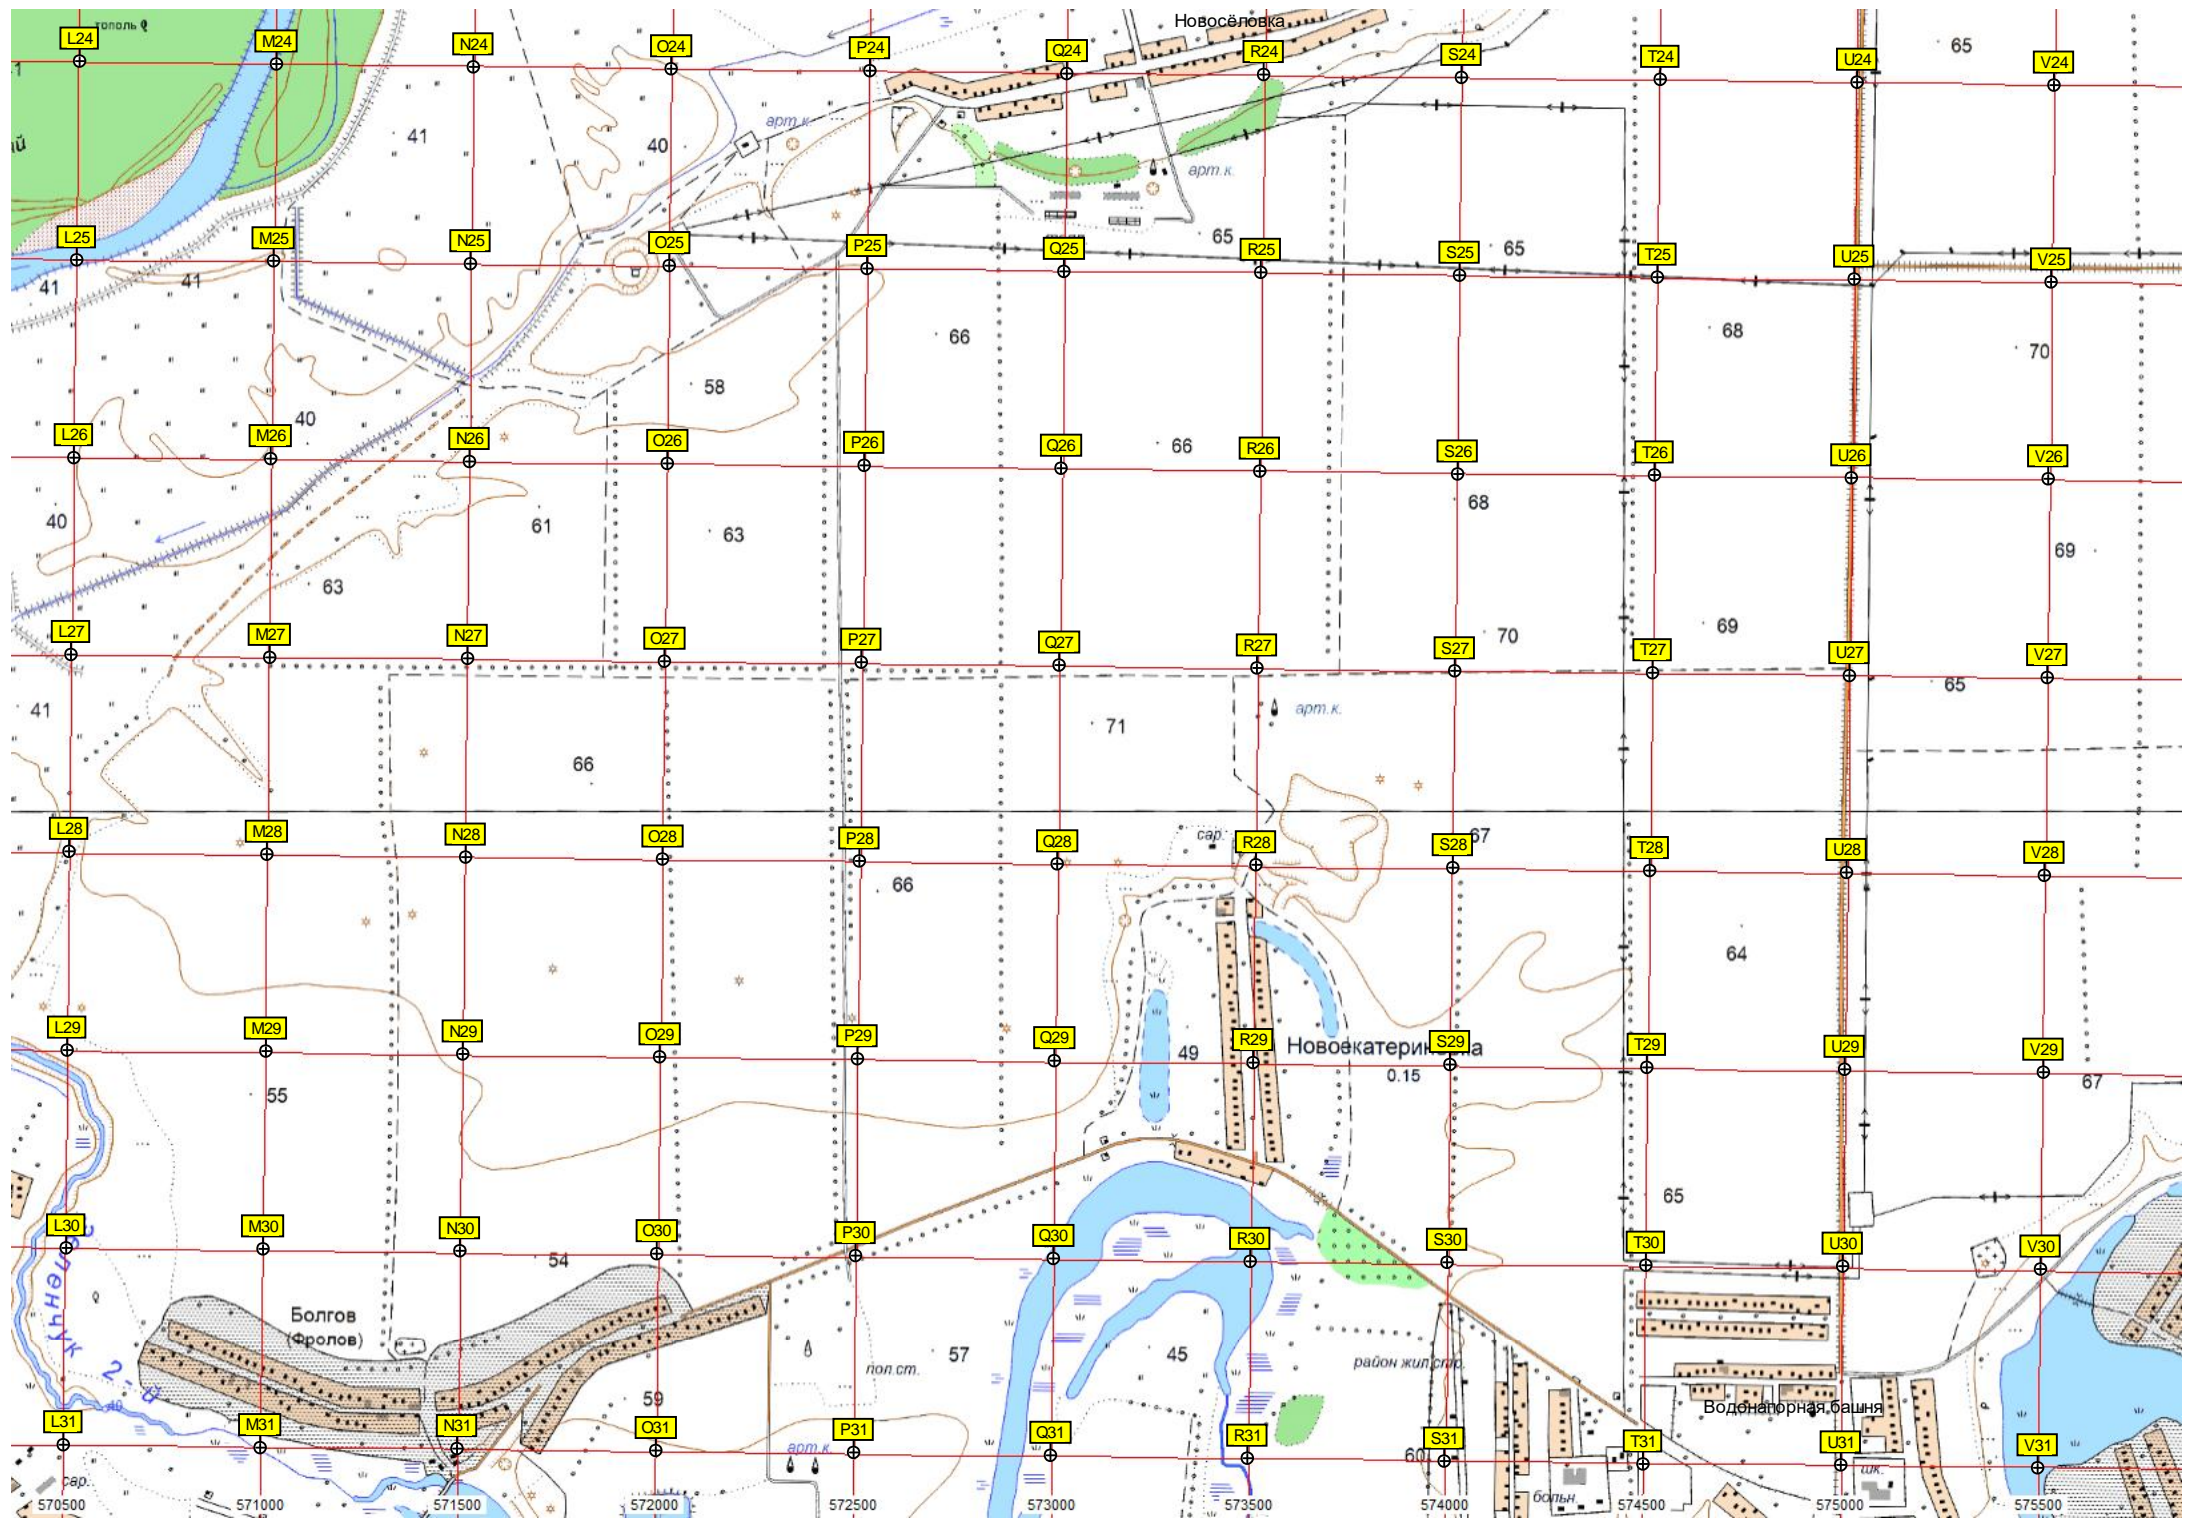 Новосёловка
тополь
L24 M24 N24 O24 P24 Q24 R24 S24 T24 U24 V24
65
41
40
арт.к.
арт.к.
65
65
L25 M25 N25 O25 P25 Q25 R25 S25 T25 U25 V25
41
41
66
68
70
58
40
L26 M26 N26 O26 P26 Q26 R26 S26 T26 U26 V26
66
68
40
61
63
69
63
L27 M27 N27 O27 P27 Q27 R27 S27 T27 U27 V27
70
69
65
41
71
арт.к.
66
L28 M28 N28 O28 P28 Q28 R28 S28 T28 U28 V28
сар.
67
66
64
L29 M29 N29 O29 P29 Q29 R29 S29 T29 U29 V29
49
Новоекатериновка
0.15
55
67
65
L30 M30 N30 O30 P30 Q30 R30 S30 T30 U30 V30
54
Зеленчук 2-й
Болгов
(Фролов)
57
45
пол.ст.
район жил.стр.
59
40
Водонапорная башня
L31 M31 N31 O31 P31 Q31 R31 S31 T31 U31 V31
арт.к.
60
шк.
сар.
больн.
570500 571000 571500 572000 572500 573000 573500 574000 574500 575000 575500